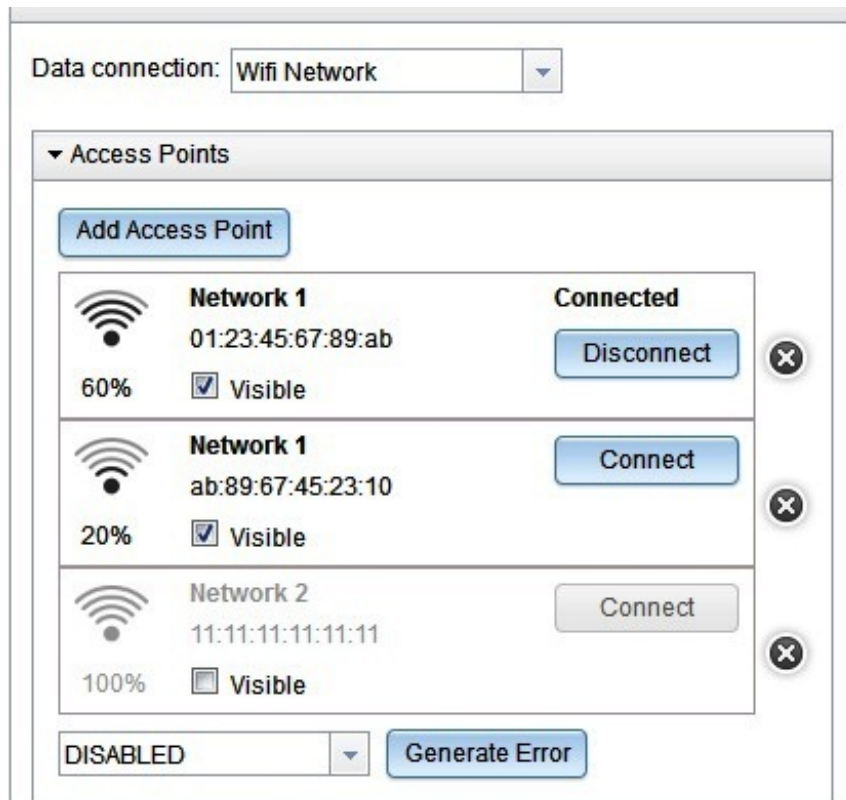 Data connection: Wifi Network
Access Points
Add Access Point
Network 1 Connected
01:23:45:67:89:ab Disconnect
60% Visible
Network 1 Connect
ab:89:67:45:23:10
20% Visible
Network 2 Connect
11:11:11:11:11:11
100% Visible
DISABLED Generate Error